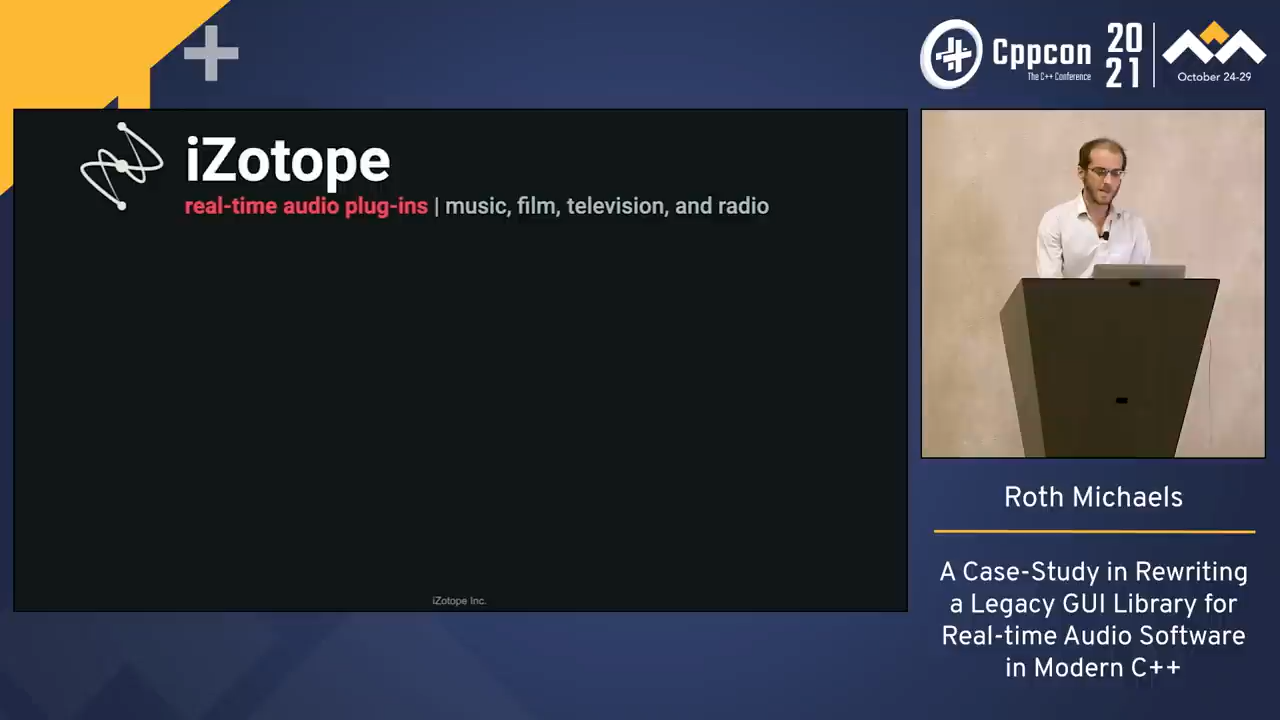 Cppcon
The C++ Conference
20
21
October 24-29
iZotope
real-time audio plug-ins | music, film, television, and radio
iZotope Inc.
Roth Michaels
A Case-Study in Rewriting
a Legacy GUI Library for
Real-time Audio Software
in Modern C++